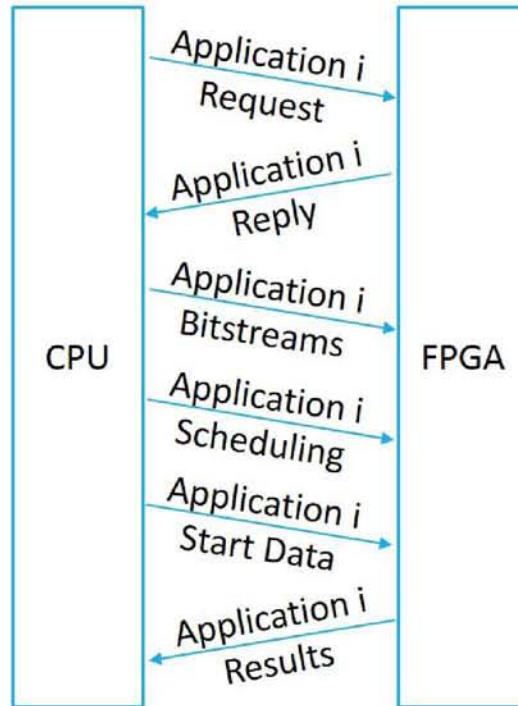 Application i
Request
Application i
Reply
Application i
Bitstreams
CPU
FPGA
Application i
Scheduling
Application i
Start Data
Application i
Results